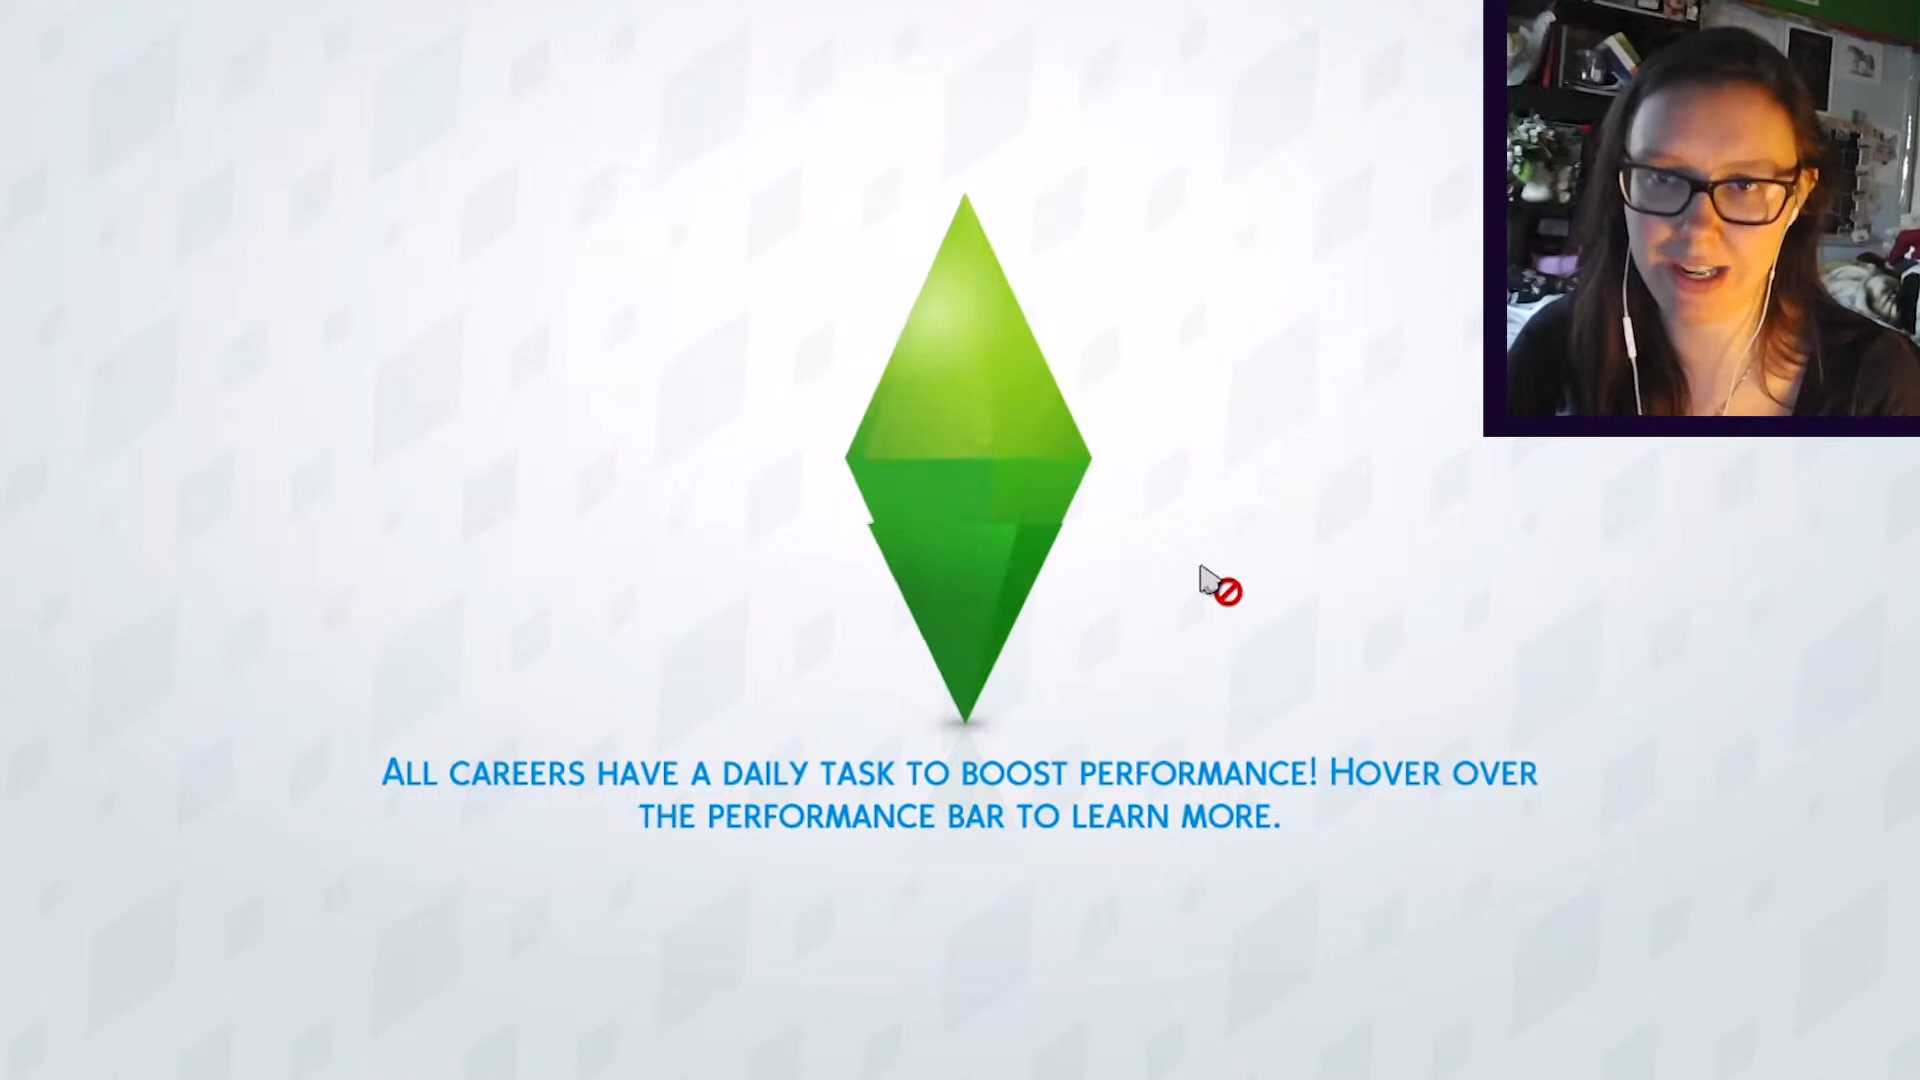 All careers have a daily task to boost performance! Hover over
the performance bar to learn more.